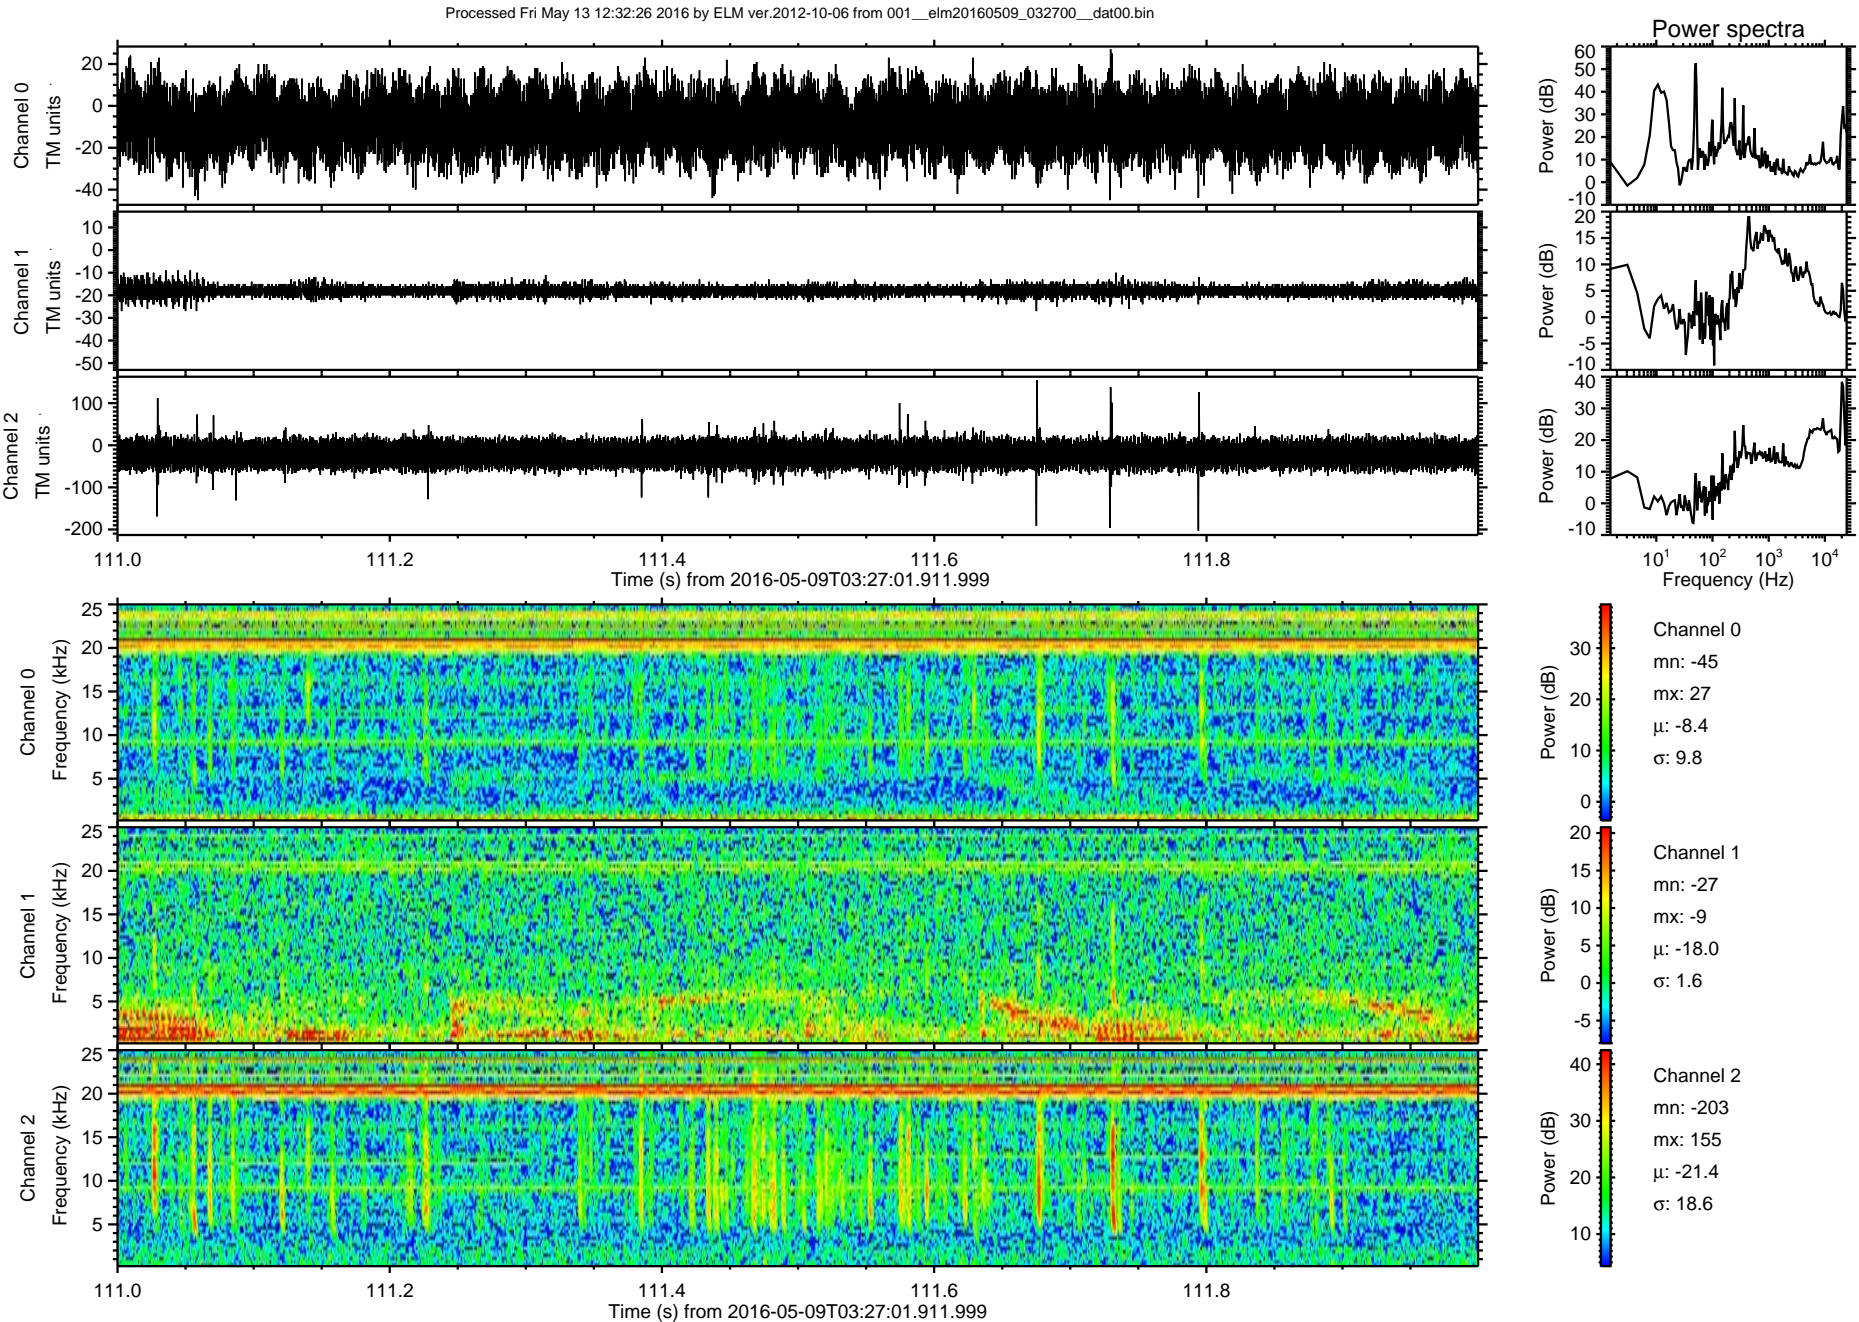 Processed Fri May 13 12:32:26 2016 by ELM ver.2012-10-06 from 001__elm20160509_032700__dat00.bin
Power spectra
Channel 0
TM units
20
0
-20
-40
Power (dB)
60
50
40
30
20
10
0
-10
Channel 1
TM units
10
0
-10
-20
-30
-40
-50
Power (dB)
20
15
10
5
0
-5
-10
Channel 2
TM units
100
0
-100
-200
Power (dB)
40
30
20
10
0
-10
111.0 111.2 111.4 111.6 111.8
Time (s) from 2016-05-09T03:27:01.911.999
10¹ 10² 10³ 10⁴
Frequency (Hz)
Channel 0
Frequency (kHz)
25
20
15
10
5
Power (dB)
30
20
10
0
Channel 0
mn: -45
mx: 27
μ: -8.4
σ: 9.8
Channel 1
Frequency (kHz)
25
20
15
10
5
Power (dB)
20
15
10
5
0
-5
Channel 1
mn: -27
mx: -9
μ: -18.0
σ: 1.6
Channel 2
Frequency (kHz)
25
20
15
10
5
Power (dB)
40
30
20
10
Channel 2
mn: -203
mx: 155
μ: -21.4
σ: 18.6
111.0 111.2 111.4 111.6 111.8
Time (s) from 2016-05-09T03:27:01.911.999